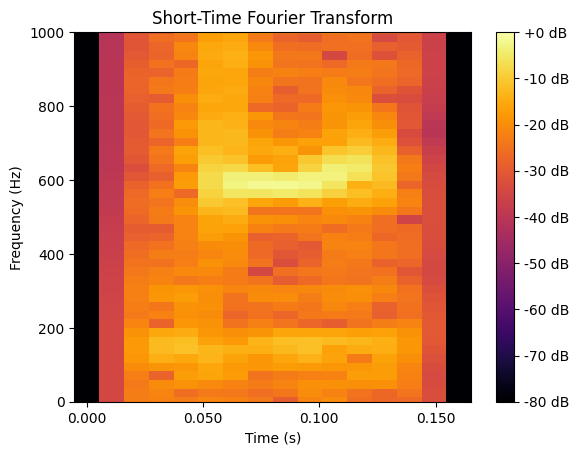 Short-Time Fourier Transform
1000
800
600
400
200
0
Frequency (Hz)
0.000
0.050
0.100
0.150
Time (s)
+0 dB
-10 dB
-20 dB
-30 dB
-40 dB
-50 dB
-60 dB
-70 dB
-80 dB